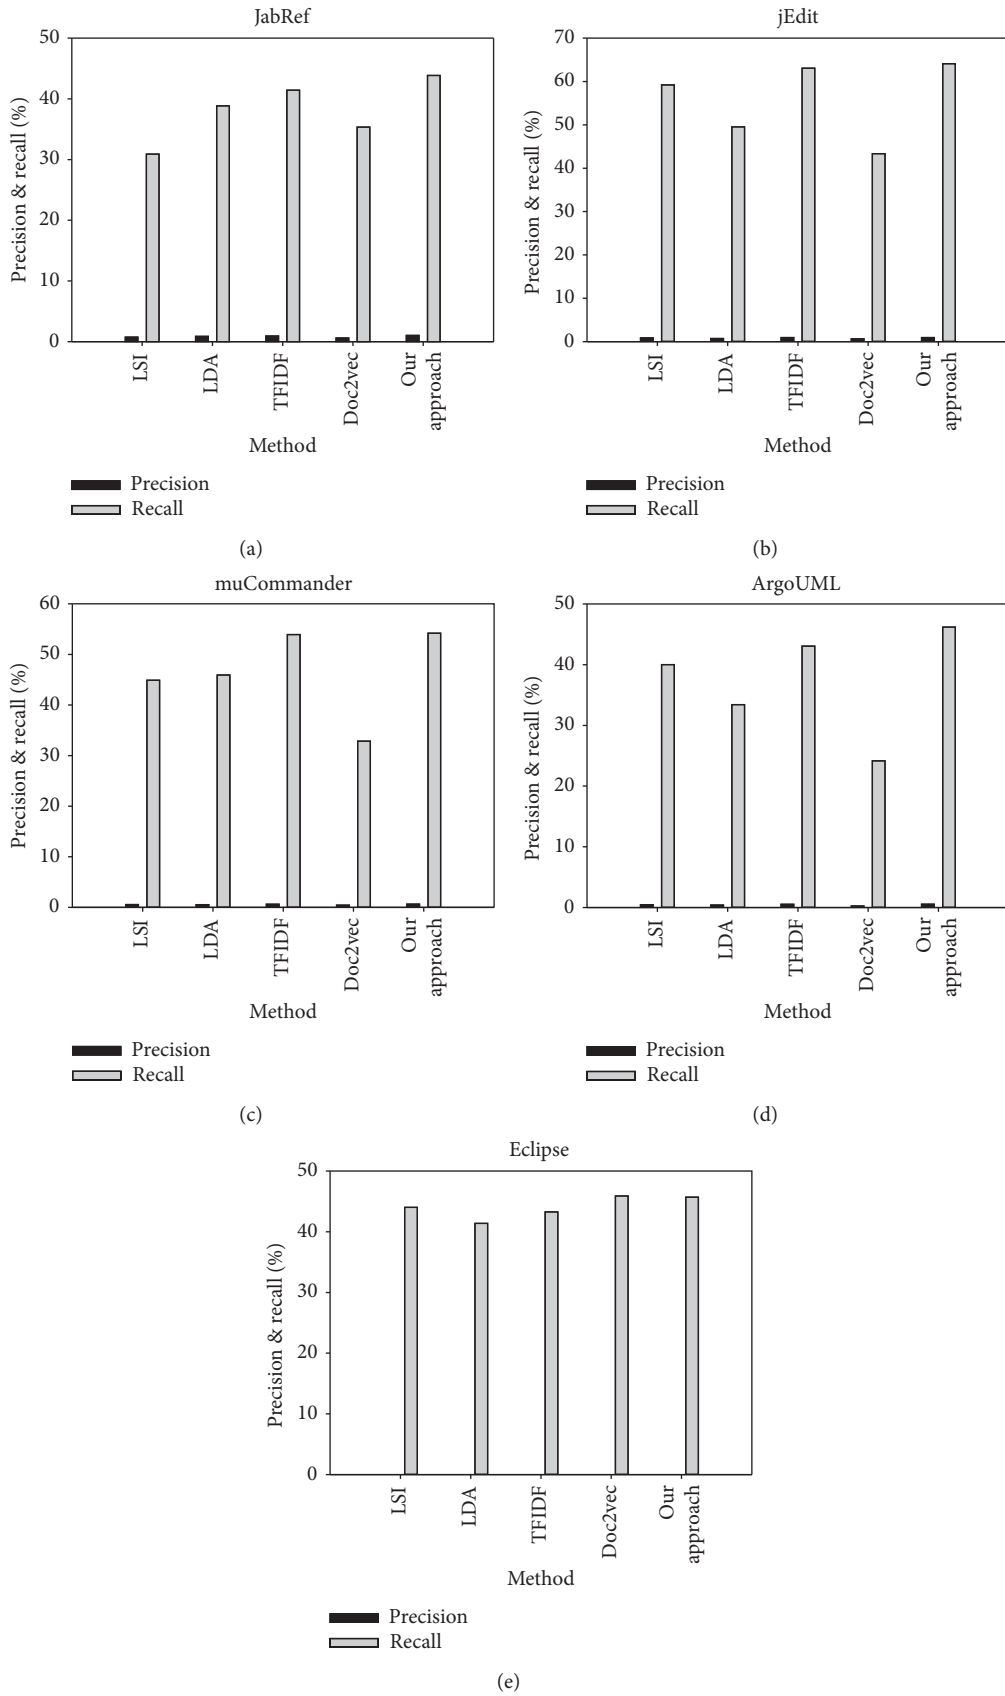 JabRef
50
40
30
20
10
0
Precision & recall (%)
LSI
LDA
TFIDF
Doc2vec
Our
approach
Method
Precision
Recall
(a)
jEdit
70
60
50
40
30
20
10
0
Precision & recall (%)
LSI
LDA
TFIDF
Doc2vec
Our
approach
Method
Precision
Recall
(b)
muCommander
60
50
40
30
20
10
0
Precision & recall (%)
LSI
LDA
TFIDF
Doc2vec
Our
approach
Method
Precision
Recall
(c)
ArgoUML
50
40
30
20
10
0
Precision & recall (%)
LSI
LDA
TFIDF
Doc2vec
Our
approach
Method
Precision
Recall
(d)
Eclipse
50
40
30
20
10
0
Precision & recall (%)
LSI
LDA
TFIDF
Doc2vec
Our
approach
Method
Precision
Recall
(e)